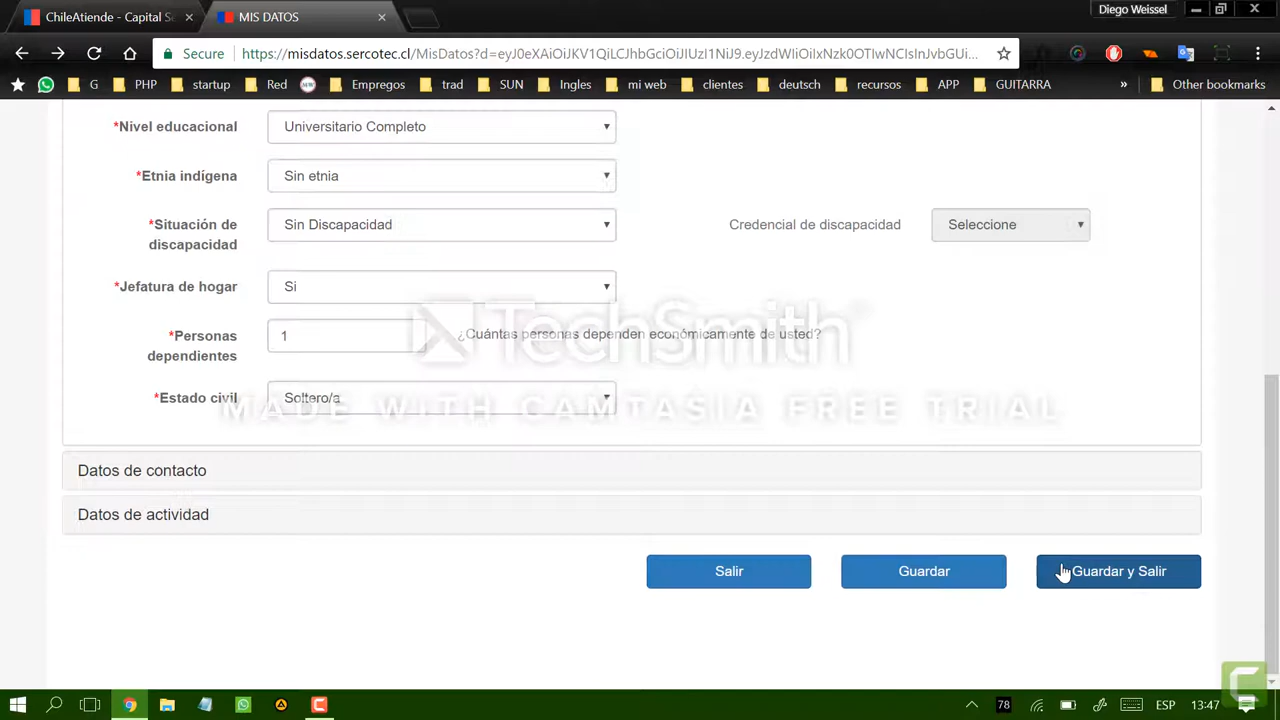 ChileAtiende - Capital S
MIS DATOS
Diego Weissel
Secure
https://misdatos.sercotec.cl/MisDatos?d=eyJ0eXAiOiJKV1QiLCJhbGciOiJIUzI1NiJ9.eyJzdWIiOiIxNzk0OTIwNCIsInJvbGUi...
G
PHP
startup
Red
Empregos
trad
SUN
Ingles
mi web
clientes
deutsch
recursos
APP
GUITARRA
»
Other bookmarks
*Nivel educacional
Universitario Completo
*Etnia indígena
Sin etnia
*Situación de
discapacidad
Sin Discapacidad
Credencial de discapacidad
Seleccione
*Jefatura de hogar
Si
*Personas
dependientes
1
¿Cuántas personas dependen económicamente de usted?
TechSmith
*Estado civil
Soltero/a
MADE WITH CAMTASIA FREE TRIAL
Datos de contacto
Datos de actividad
Salir
Guardar
Guardar y Salir
78
ESP
13:47